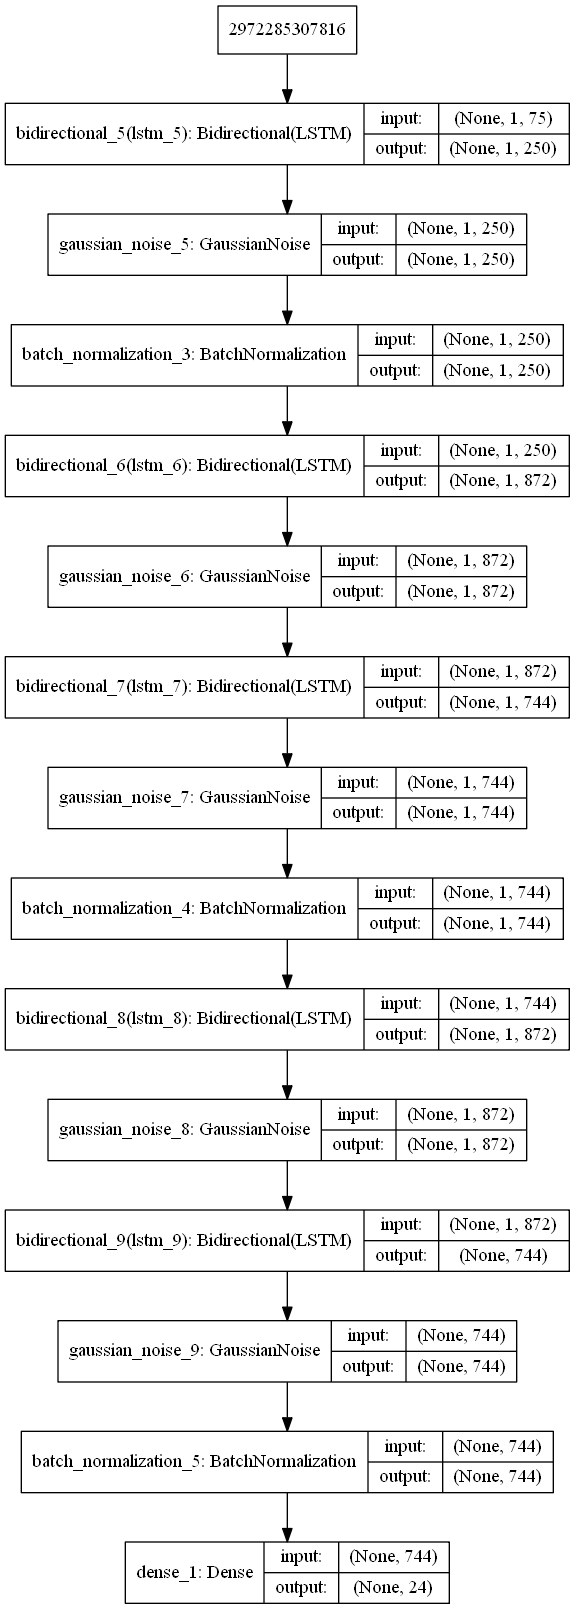 2972285307816
bidirectional_5(lstm_5): Bidirectional(LSTM) input: (None, 1, 75)
output: (None, 1, 250)
gaussian_noise_5: GaussianNoise input: (None, 1, 250)
output: (None, 1, 250)
batch_normalization_3: BatchNormalization input: (None, 1, 250)
output: (None, 1, 250)
bidirectional_6(lstm_6): Bidirectional(LSTM) input: (None, 1, 250)
output: (None, 1, 872)
gaussian_noise_6: GaussianNoise input: (None, 1, 872)
output: (None, 1, 872)
bidirectional_7(lstm_7): Bidirectional(LSTM) input: (None, 1, 872)
output: (None, 1, 744)
gaussian_noise_7: GaussianNoise input: (None, 1, 744)
output: (None, 1, 744)
batch_normalization_4: BatchNormalization input: (None, 1, 744)
output: (None, 1, 744)
bidirectional_8(lstm_8): Bidirectional(LSTM) input: (None, 1, 744)
output: (None, 1, 872)
gaussian_noise_8: GaussianNoise input: (None, 1, 872)
output: (None, 1, 872)
bidirectional_9(lstm_9): Bidirectional(LSTM) input: (None, 1, 872)
output: (None, 744)
gaussian_noise_9: GaussianNoise input: (None, 744)
output: (None, 744)
batch_normalization_5: BatchNormalization input: (None, 744)
output: (None, 744)
dense_1: Dense input: (None, 744)
output: (None, 24)